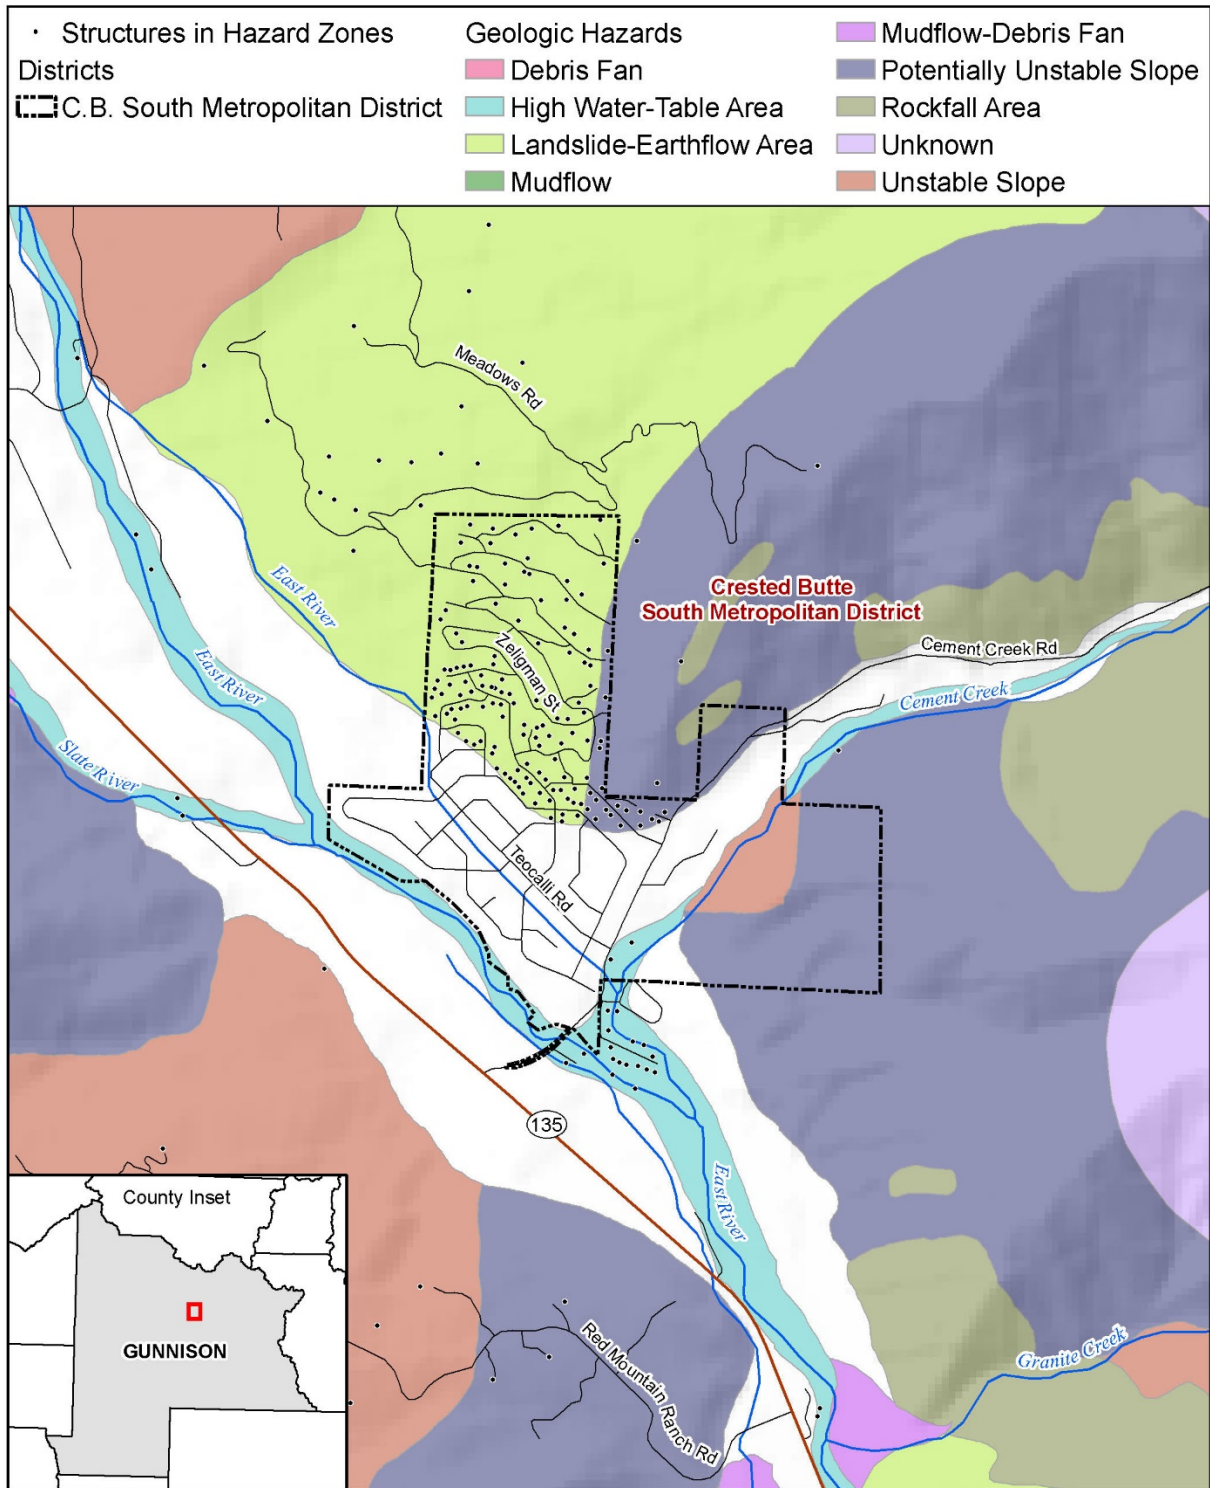 Structures in Hazard Zones
Districts
C.B. South Metropolitan District
Geologic Hazards
Debris Fan
High Water-Table Area
Landslide-Earthflow Area
Mudflow
Mudflow-Debris Fan
Potentially Unstable Slope
Rockfall Area
Unknown
Unstable Slope
Meadows Rd
East River
Crested Butte
South Metropolitan District
Cement Creek Rd
Zeligman St
East River
Cement Creek
Slate River
Teocalli Rd
135
East River
County Inset
GUNNISON
Red Mountain
Ranch Rd
Granite Creek